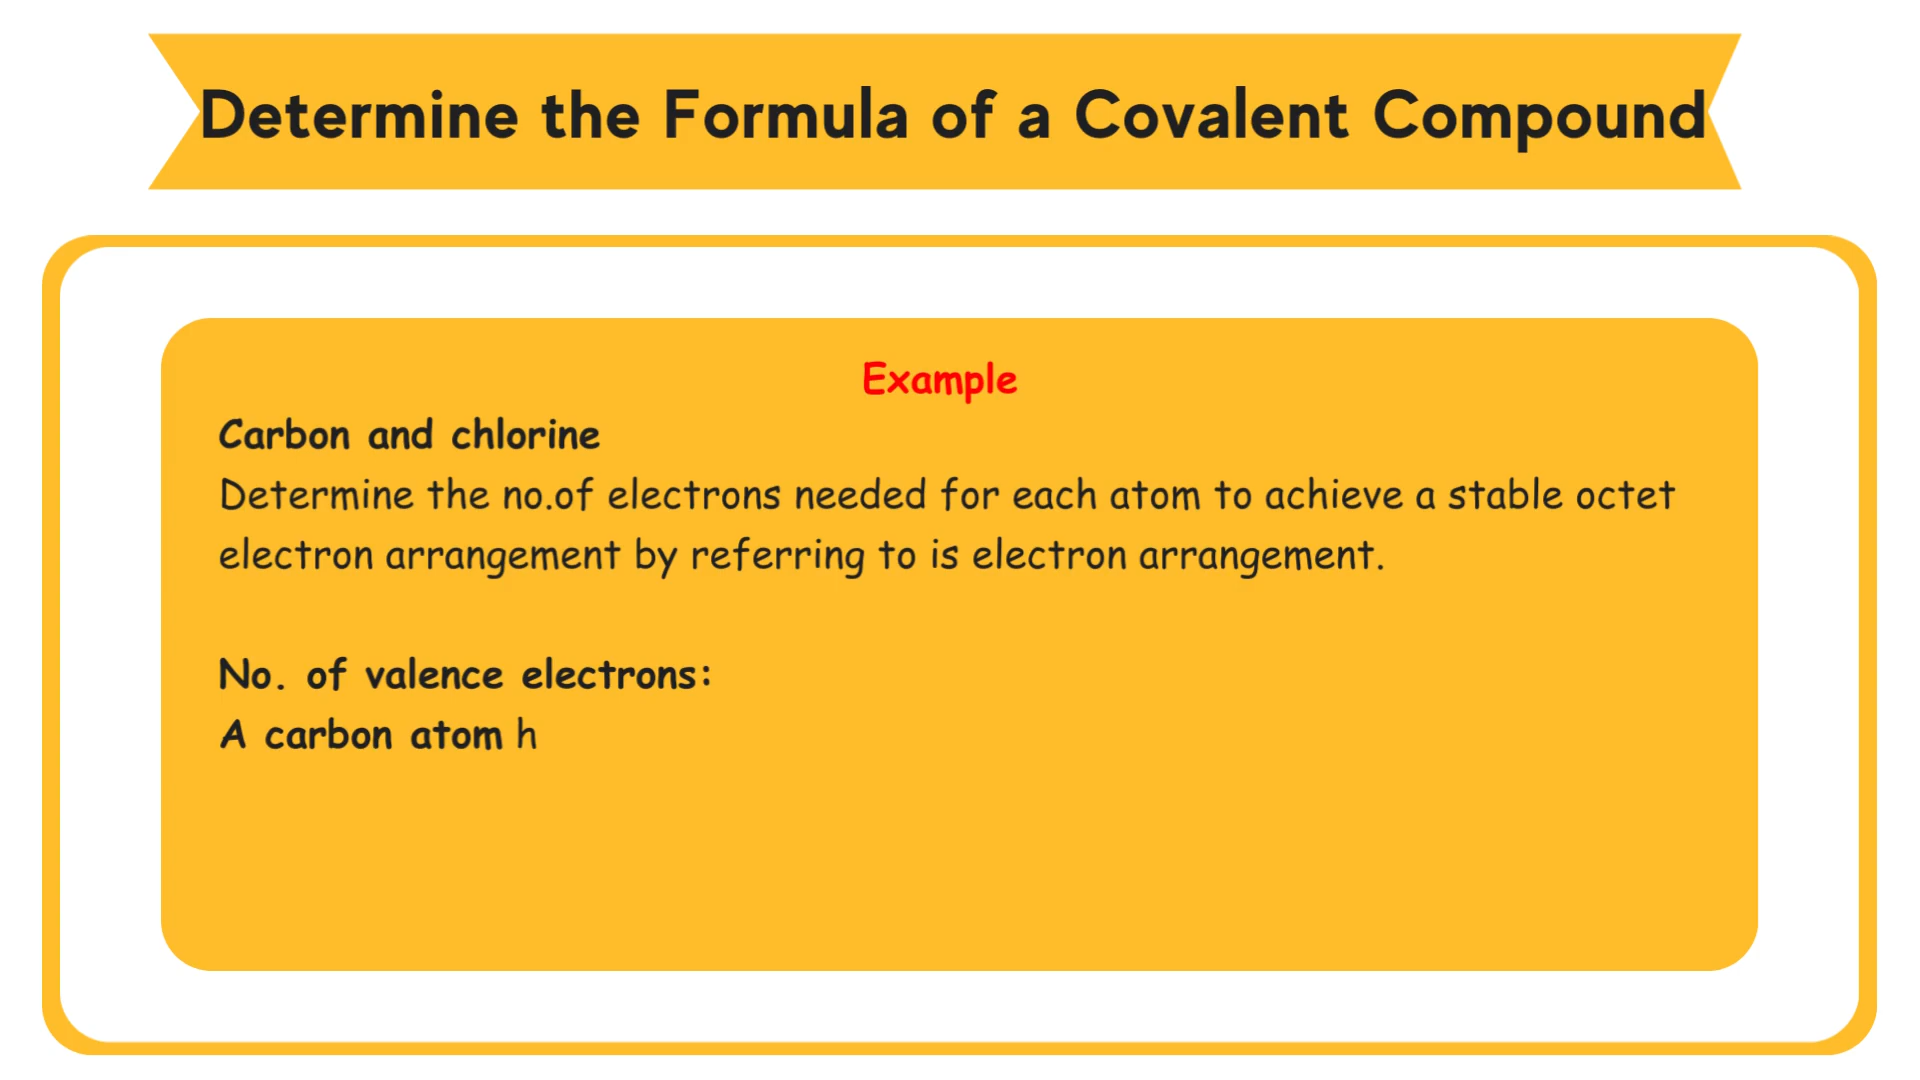 Determine the Formula of a Covalent Compound
Example
Carbon and chlorine
Determine the no.of electrons needed for each atom to achieve a stable octet
electron arrangement by referring to is electron arrangement.
No. of valence electrons:
A carbon atom h